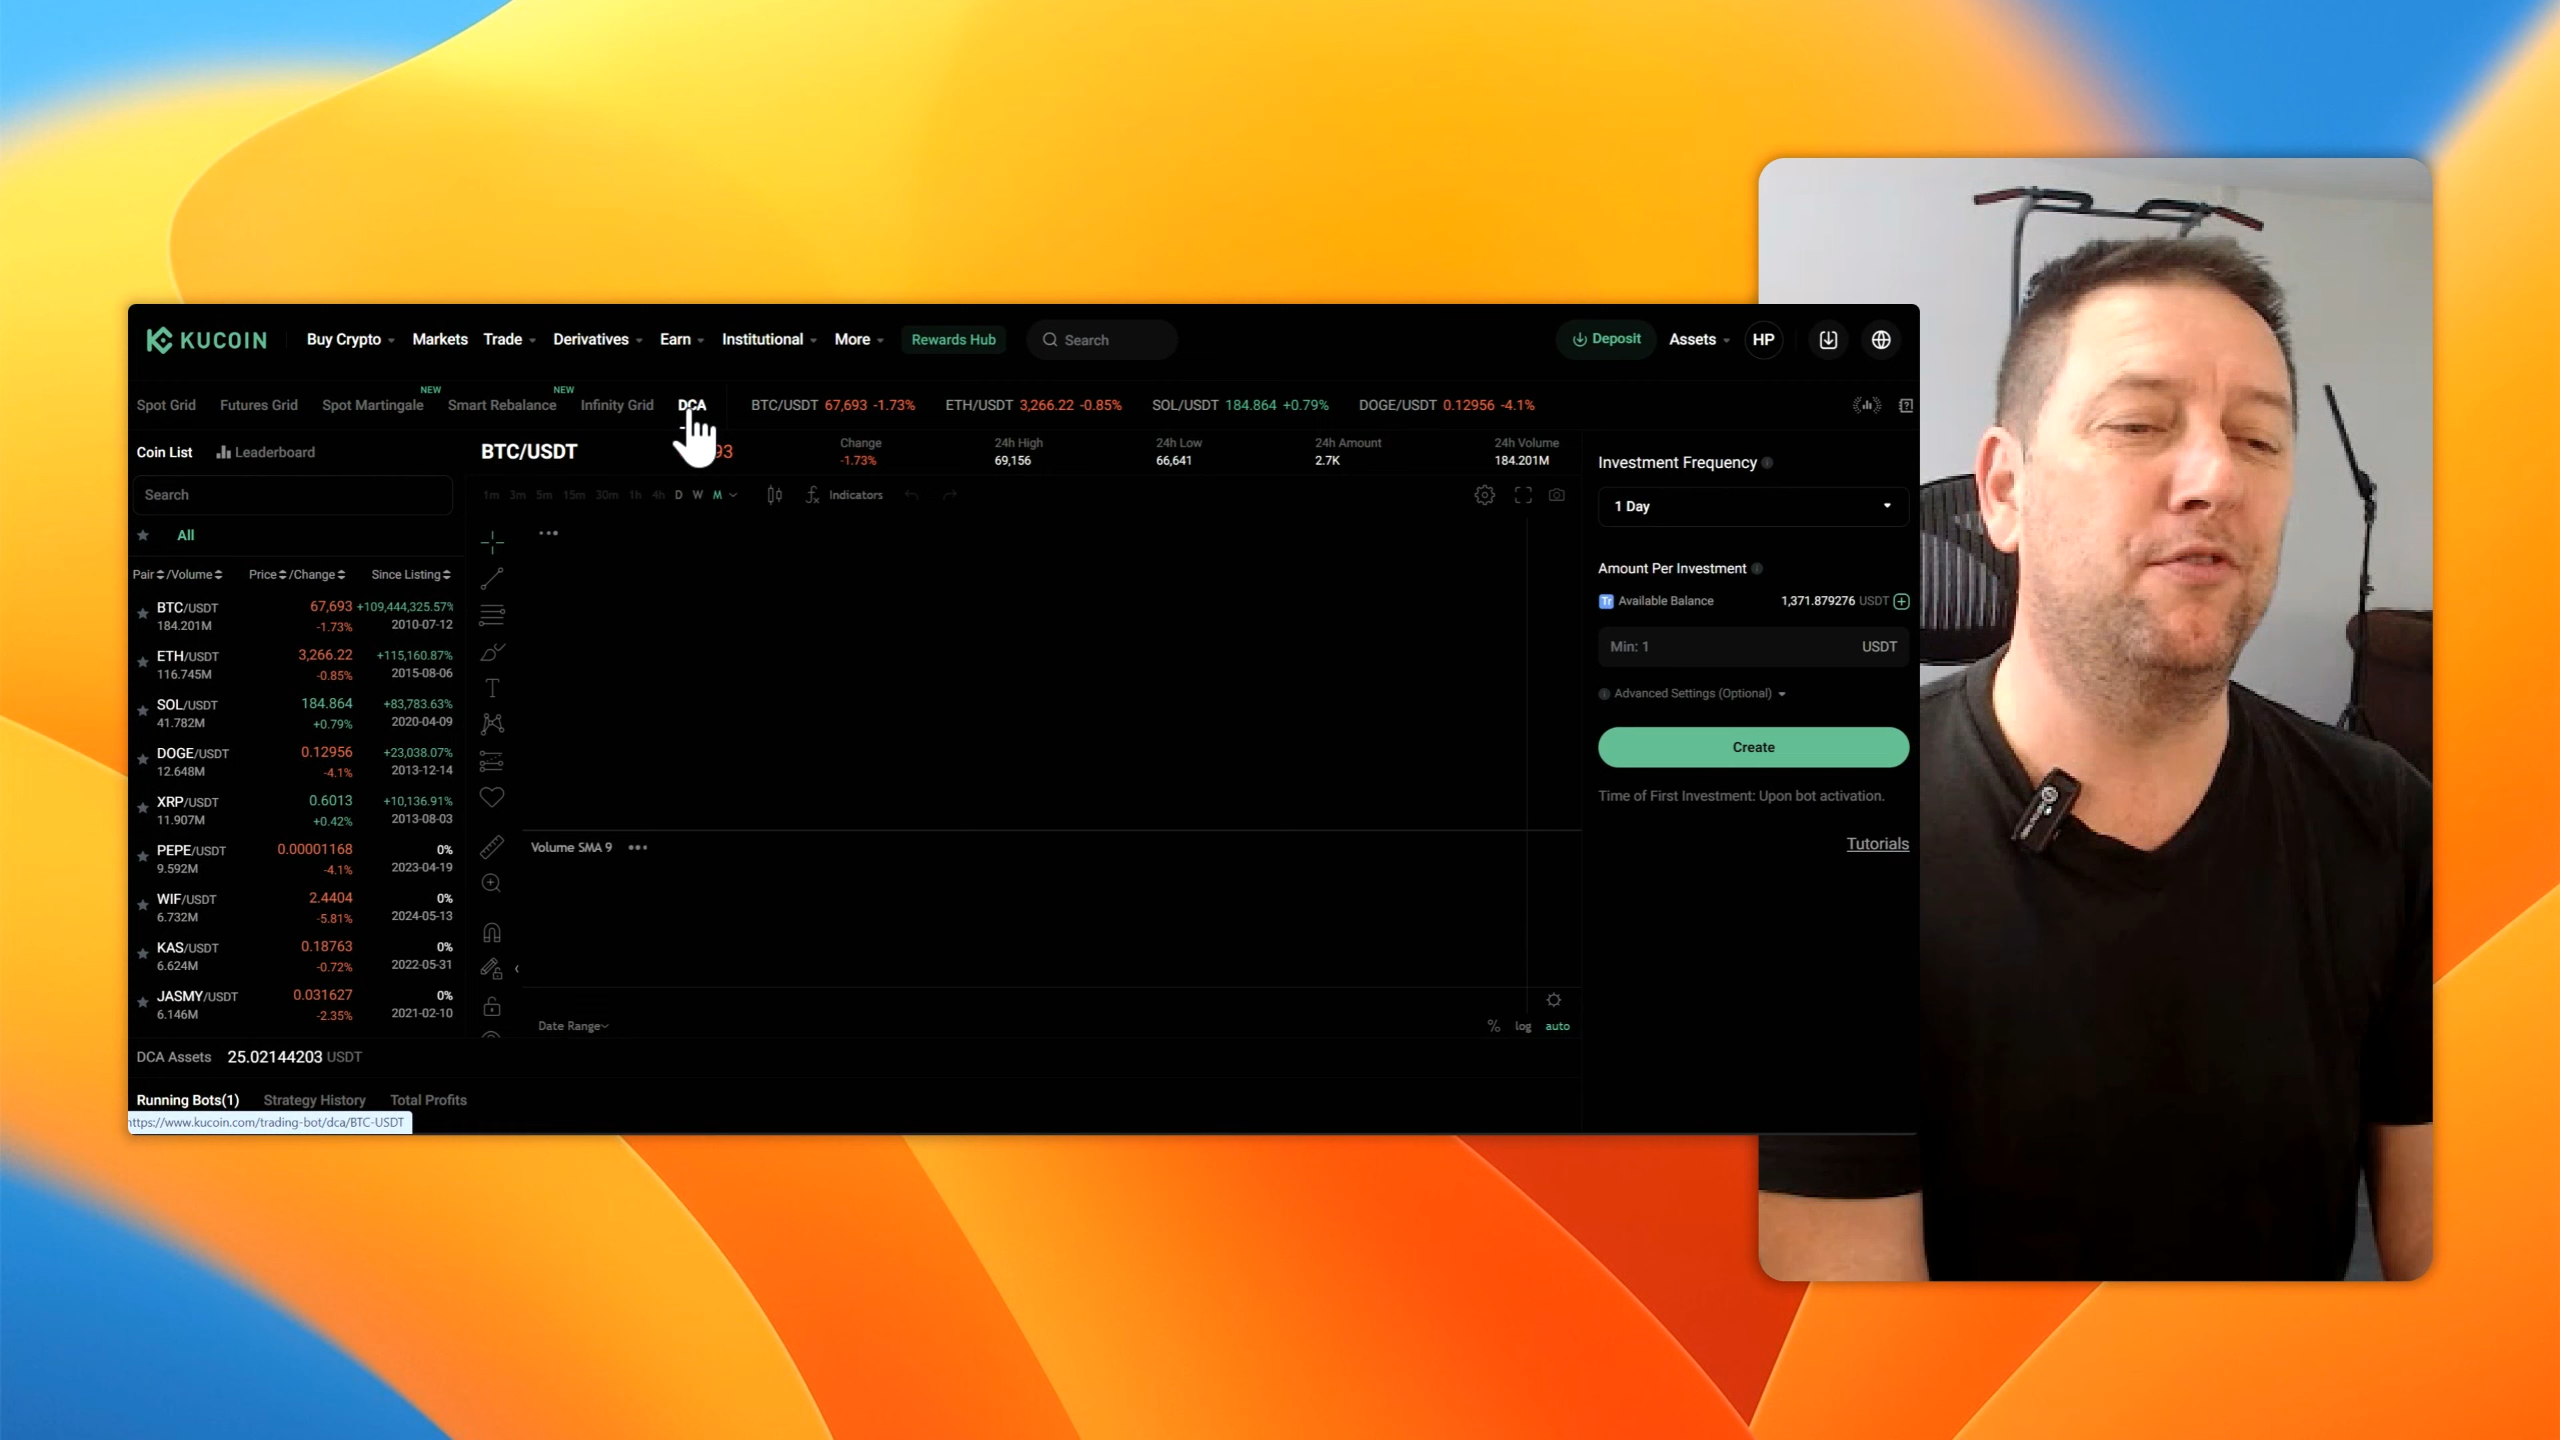 KUCOIN Buy Crypto Markets Trade Derivatives Earn Institutional More Rewards Hub Search Deposit Assets HP
NEW NEW
Spot Grid Futures Grid Spot Martingale Smart Rebalance Infinity Grid DCA BTC/USDT 67,693 -1.73% ETH/USDT 3,266.22 -0.85% SOL/USDT 184.864 +0.79% DOGE/USDT 0.12956 -4.1%
Coin List Leaderboard
Search
All
Pair/Volume Price/Change Since Listing
BTC/USDT 67,693 +109,444,325.57%
184.201M -1.73% 2010-07-12
ETH/USDT 3,266.22 +115,160.87%
116.745M -0.85% 2015-08-06
SOL/USDT 184.864 +83,783.63%
41.782M +0.79% 2020-04-09
DOGE/USDT 0.12956 +23,038.07%
12.648M -4.1% 2013-12-14
XRP/USDT 0.6013 +10,136.91%
11.907M +0.42% 2013-08-03
PEPE/USDT 0.00001168 0%
9.592M -4.1% 2023-04-19
WIF/USDT 2.4404 0%
6.732M -5.81% 2024-05-13
KAS/USDT 0.18763 0%
6.624M -0.72% 2022-05-31
JASMY/USDT 0.031627 0%
6.146M -2.35% 2021-02-10
BTC/USDT 93
Change 24h High 24h Low 24h Amount 24h Volume
-1.73% 69,156 66,641 2.7K 184.201M
1m 3m 5m 15m 30m 1h 4h D W M Indicators
Volume SMA 9
Date Range % log auto
Investment Frequency
1 Day
Amount Per Investment
Tr Available Balance 1,371.879276 USDT
Min: 1 USDT
Advanced Settings (Optional)
Create
Time of First Investment: Upon bot activation.
Tutorials
DCA Assets 25.02144203 USDT
Running Bots(1) Strategy History Total Profits
https://www.kucoin.com/trading-bot/dca/BTC-USDT